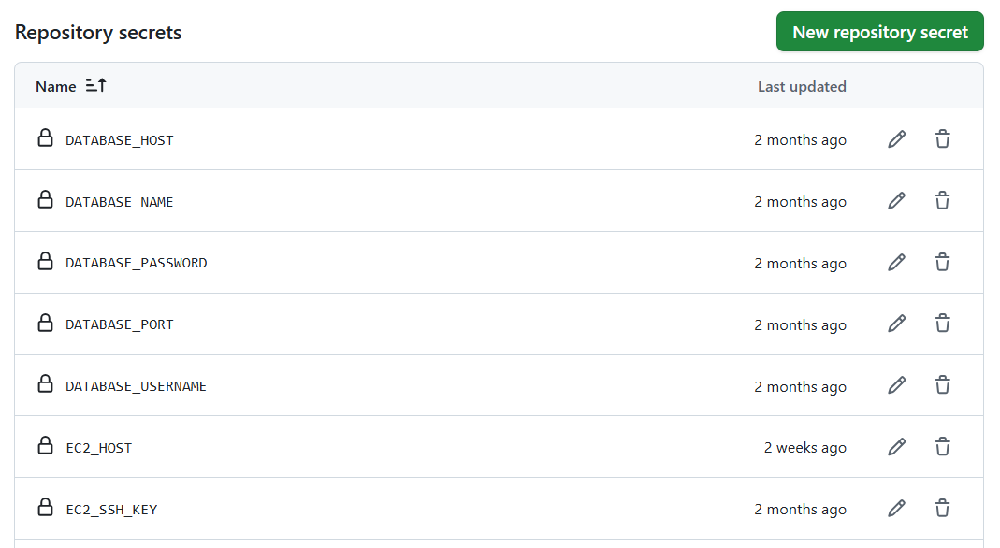 Repository secrets
New repository secret
Name
Last updated
DATABASE_HOST
2 months ago
DATABASE_NAME
2 months ago
DATABASE_PASSWORD
2 months ago
DATABASE_PORT
2 months ago
DATABASE_USERNAME
2 months ago
EC2_HOST
2 weeks ago
EC2_SSH_KEY
2 months ago